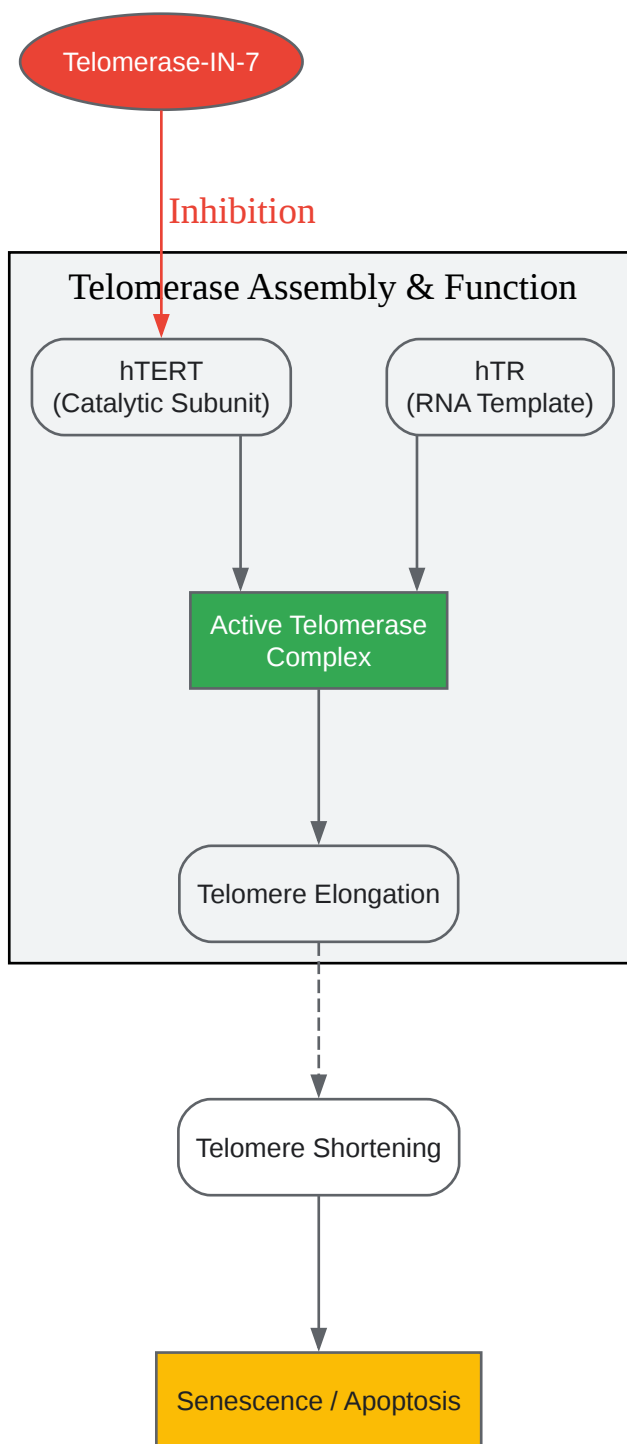 Telomerase-IN-7
Inhibition
Telomerase Assembly & Function
hTERT
(Catalytic Subunit)
hTR
(RNA Template)
Active Telomerase
Complex
Telomere Elongation
Telomere Shortening
Senescence / Apoptosis